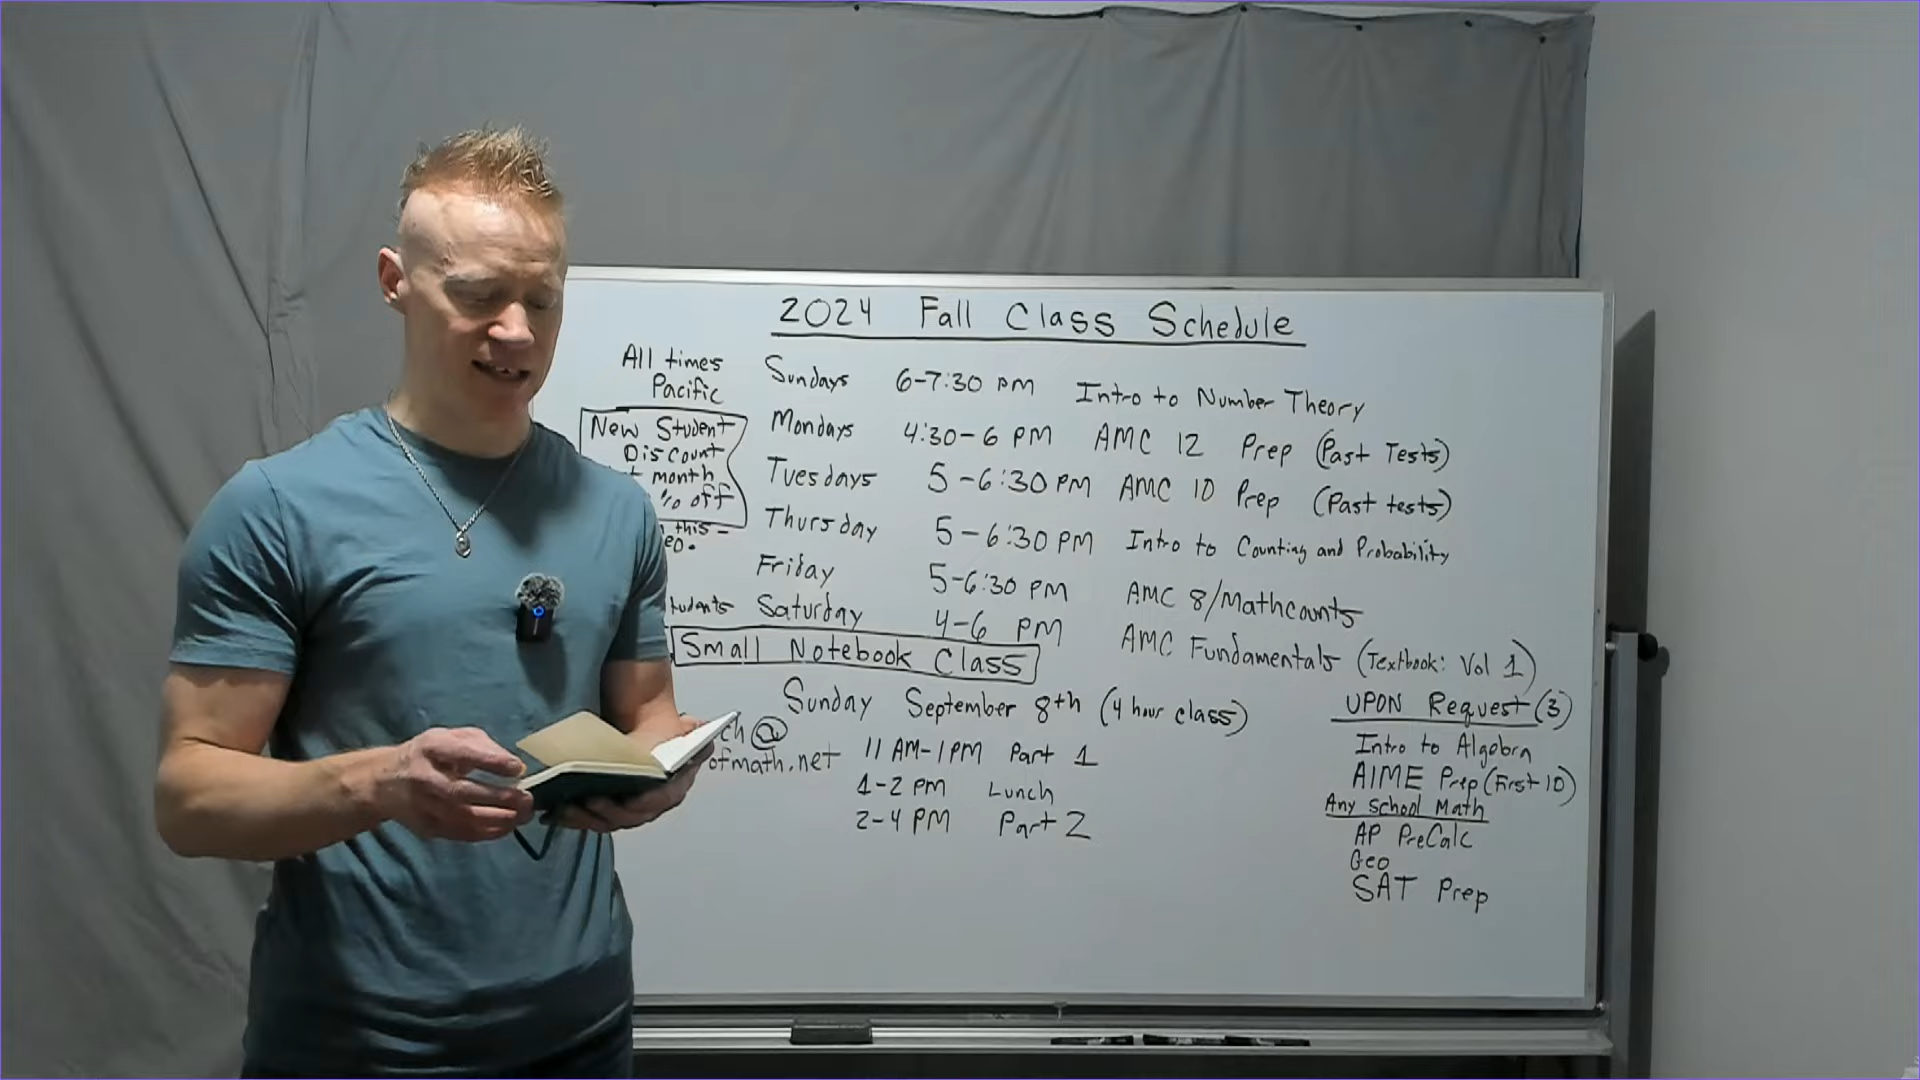 2024 Fall Class Schedule
All times
Pacific
New Student
Discount
month
% off
this -
Sundays 6-7:30 PM Intro to Number Theory
Mondays 4:30-6 PM AMC 12 Prep (Past Tests)
Tuesdays 5-6:30 PM AMC 10 Prep (Past tests)
Thursday 5-6:30 PM Intro to Counting and Probability
Friday 5-6:30 PM AMC 8/Mathcounts
Saturday 4-6 PM AMC Fundamentals (Textbook: Vol 1)
Small Notebook Class
Sunday September 8th (4 hour class)
11 AM-1 PM Part 1
1-2 PM Lunch
2-4 PM Part 2
ch@
ofmath.net
UPON Request (3)
Intro to Algebra
AIME Prep (First 10)
Any School Math
AP PreCalc
Geo
SAT Prep